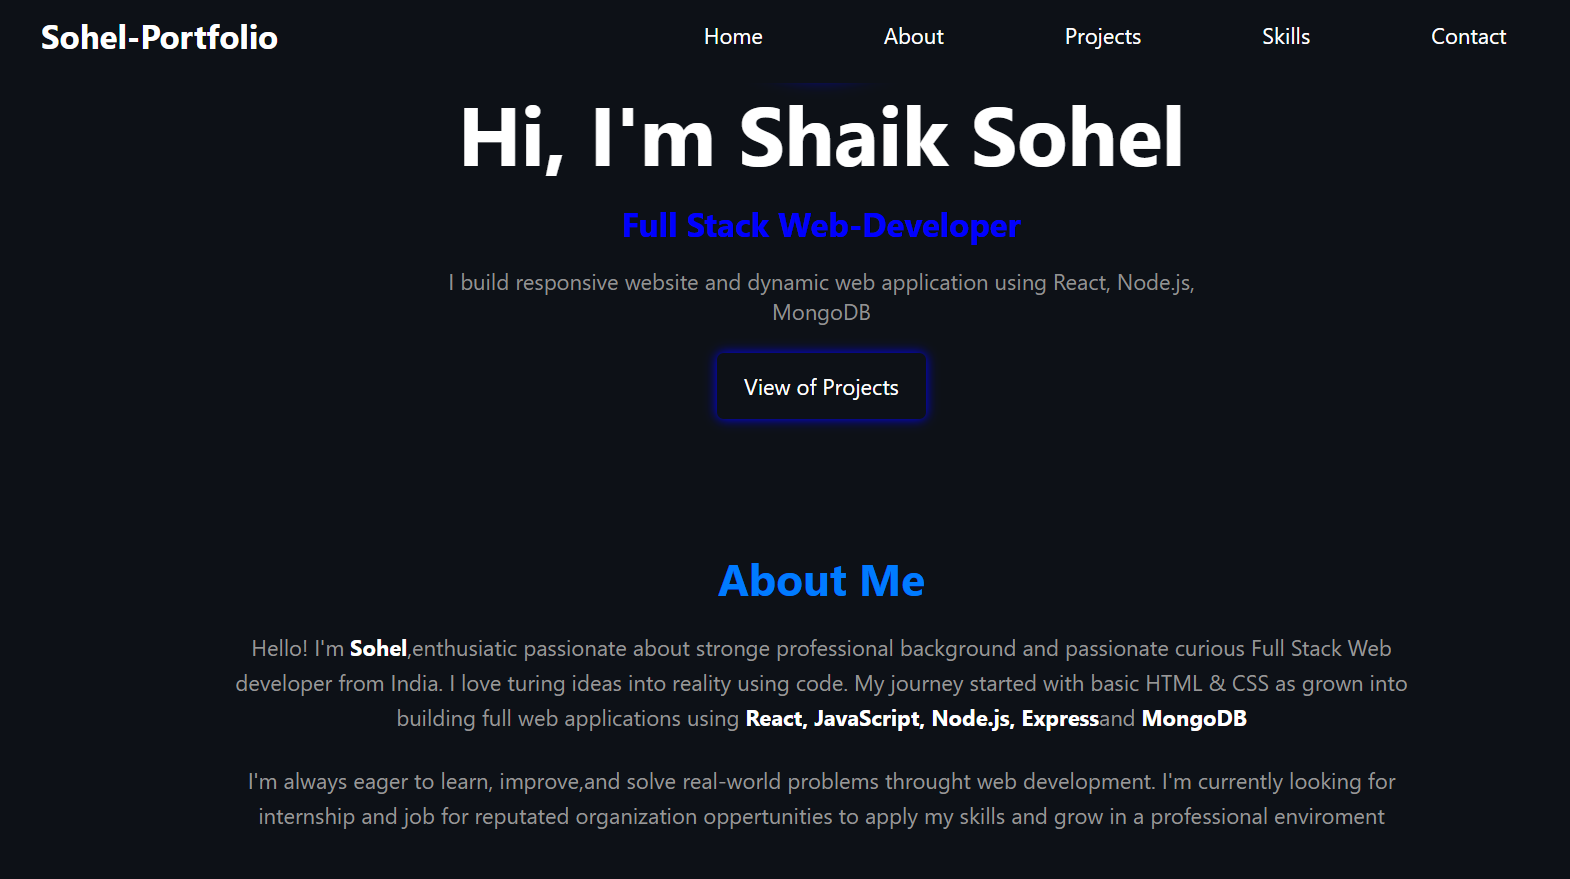 Sohel-Portfolio
Home
About
Projects
Skills
Contact
Hi, I'm Shaik Sohel
Full Stack Web-Developer
I build responsive website and dynamic web application using React, Node.js,
MongoDB
View of Projects
About Me
Hello! I'm Sohel,enthusiatic passionate about stronge professional background and passionate curious Full Stack Web
developer from India. I love turing ideas into reality using code. My journey started with basic HTML & CSS as grown into
building full web applications using React, JavaScript, Node.js, Expressand MongoDB
I'm always eager to learn, improve,and solve real-world problems throught web development. I'm currently looking for
internship and job for reputated organization oppertunities to apply my skills and grow in a professional enviroment